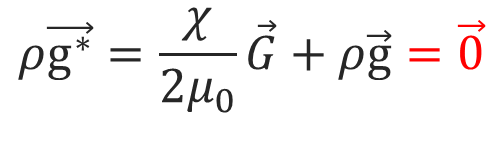 ρg⃗* = χ/(2μ₀) G⃗ + ρg⃗ = 0⃗